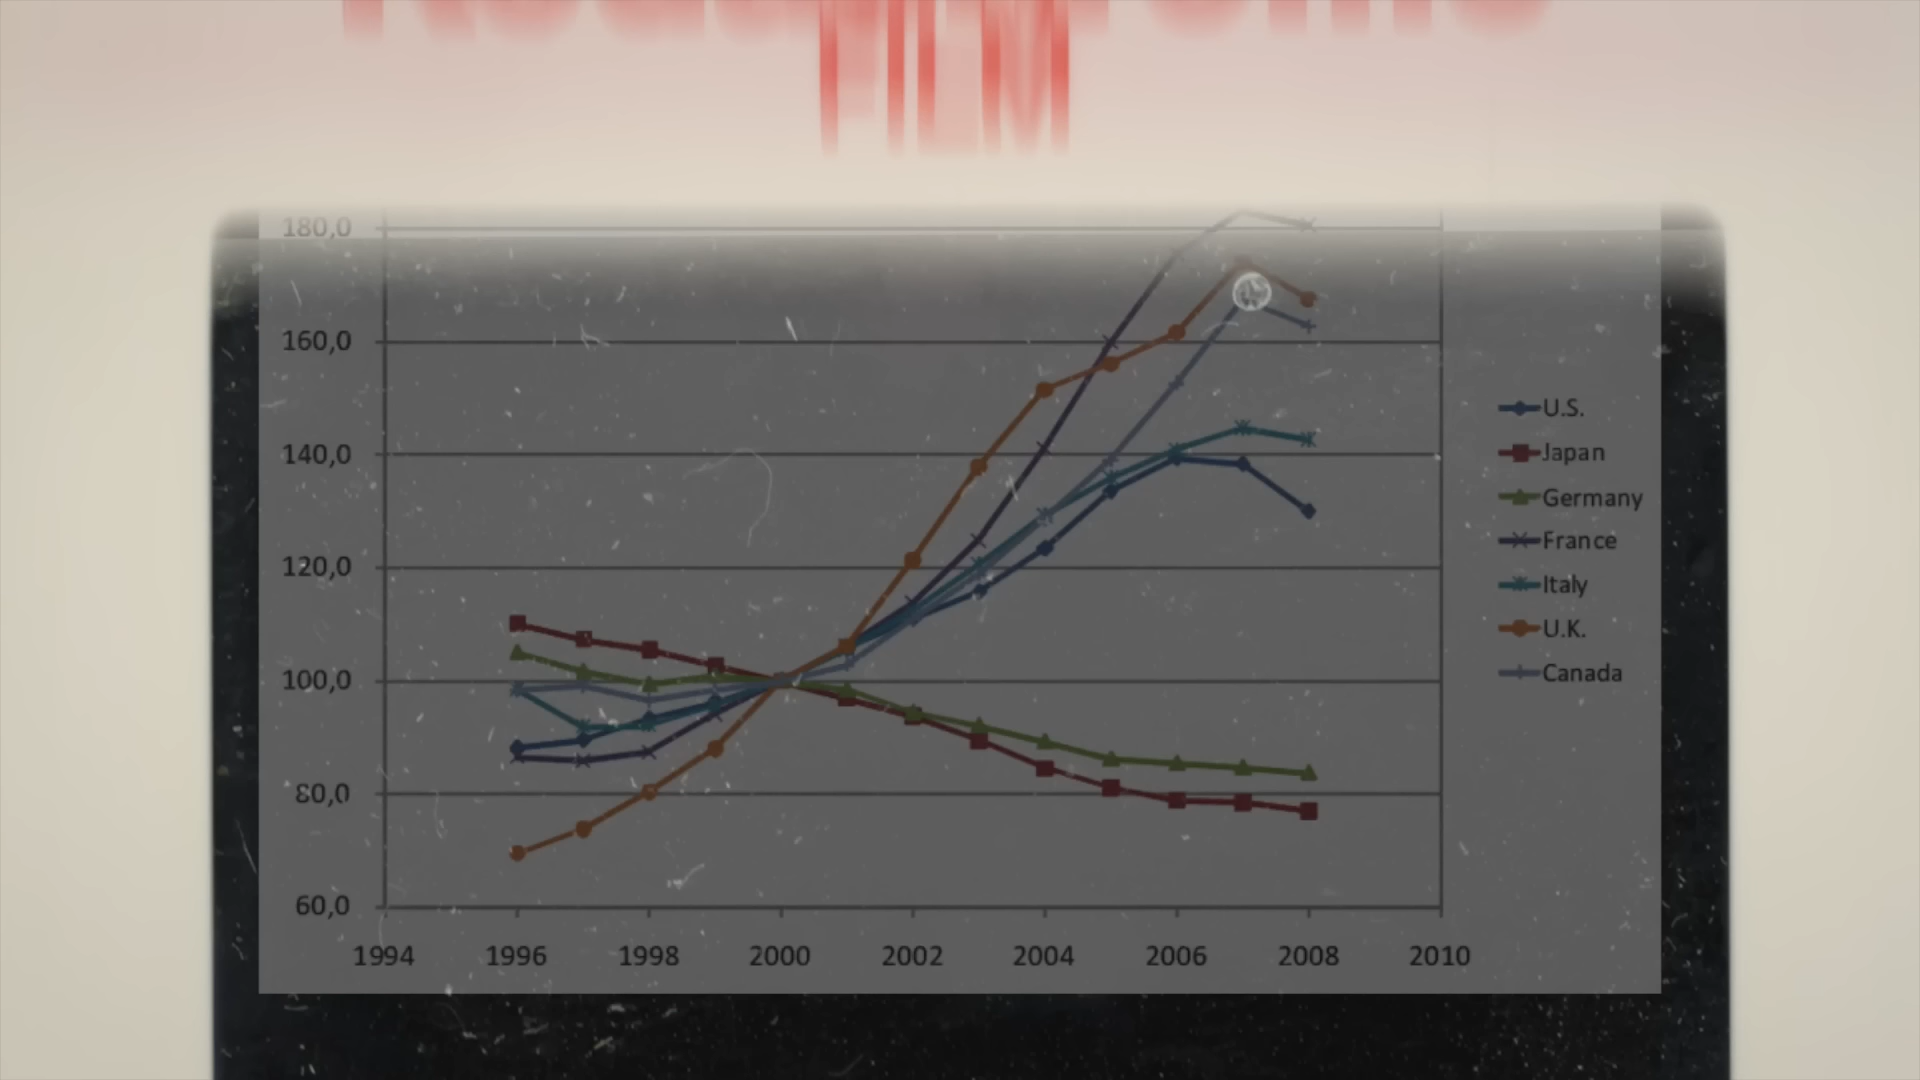 180,0
160,0
140,0
120,0
100,0
80,0
60,0
1994 1996 1998 2000 2002 2004 2006 2008 2010
U.S.
Japan
Germany
France
Italy
U.K.
Canada